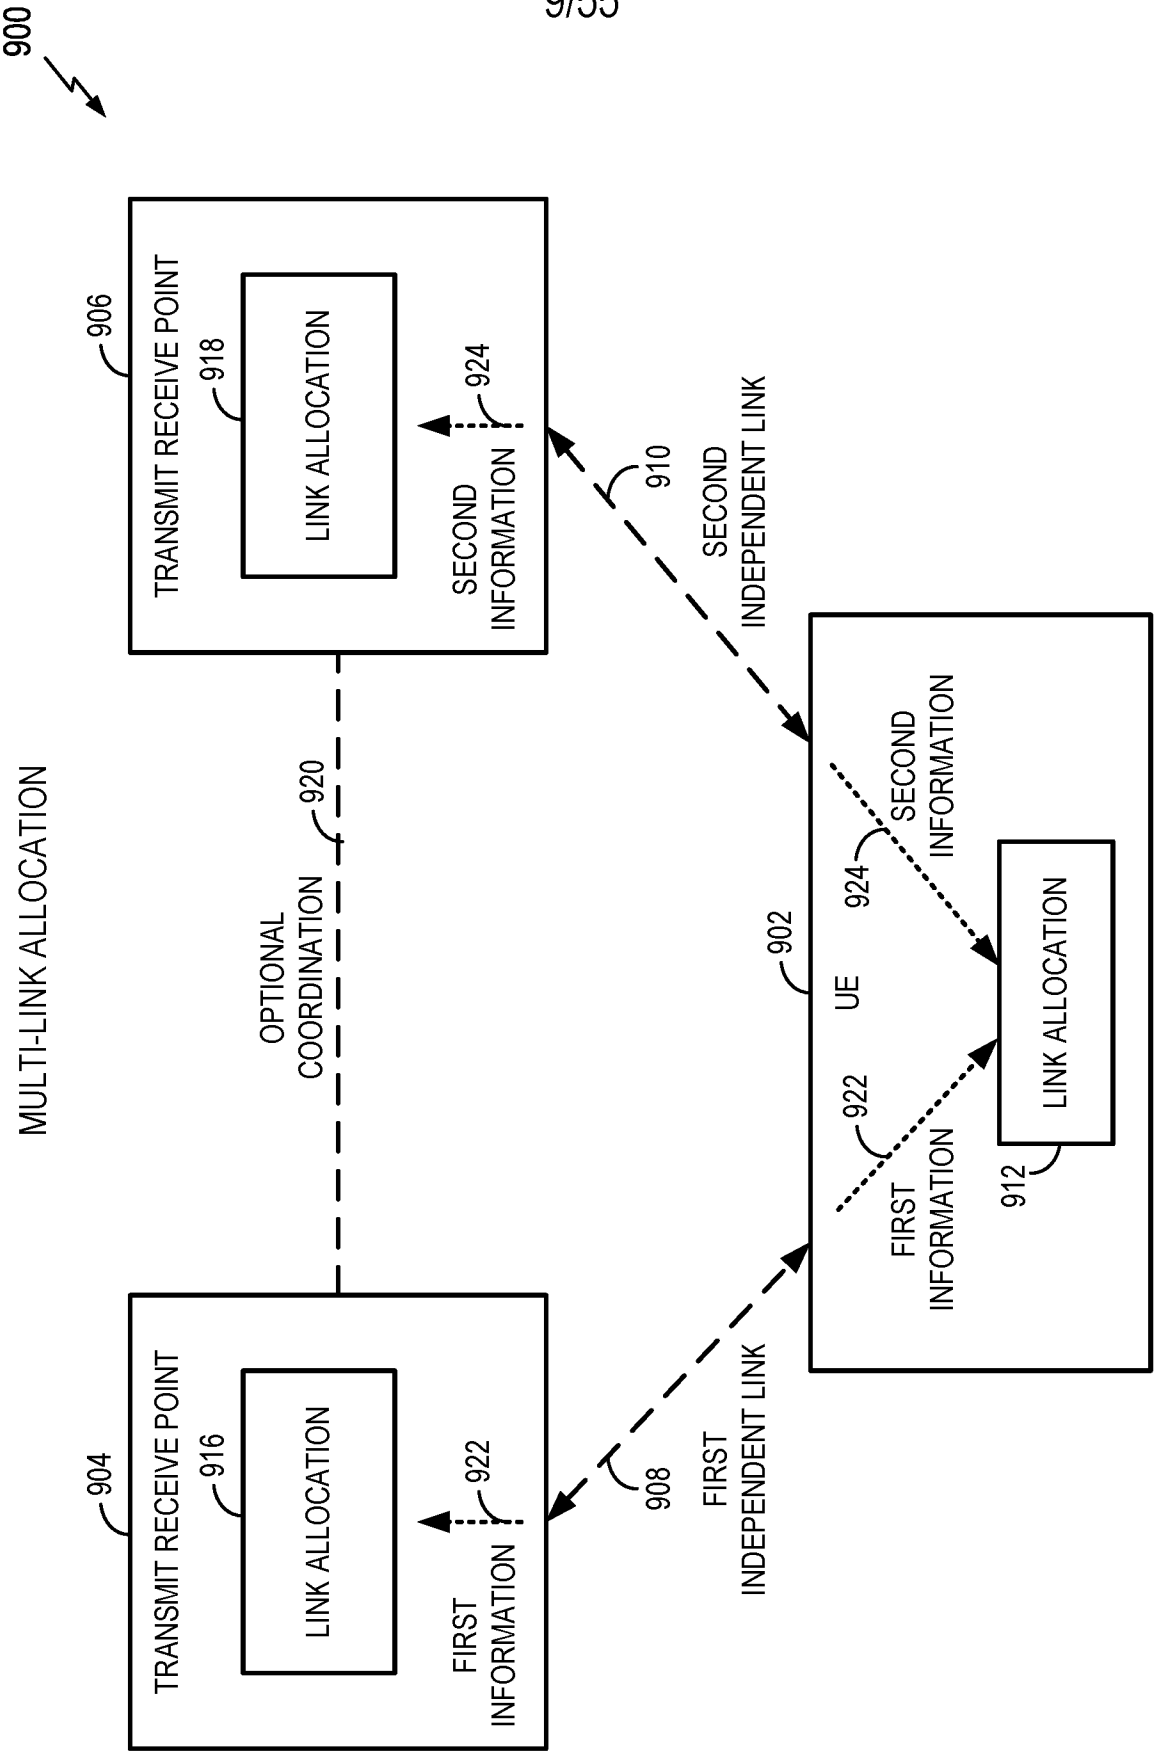 9/55
900
MULTI-LINK ALLOCATION
904
TRANSMIT RECEIVE POINT
916
LINK ALLOCATION
FIRST
INFORMATION
922
OPTIONAL
COORDINATION
920
906
TRANSMIT RECEIVE POINT
918
LINK ALLOCATION
SECOND
INFORMATION
924
908
FIRST
INDEPENDENT LINK
910
SECOND
INDEPENDENT LINK
902
UE
FIRST
INFORMATION
922
924
SECOND
INFORMATION
912
LINK ALLOCATION